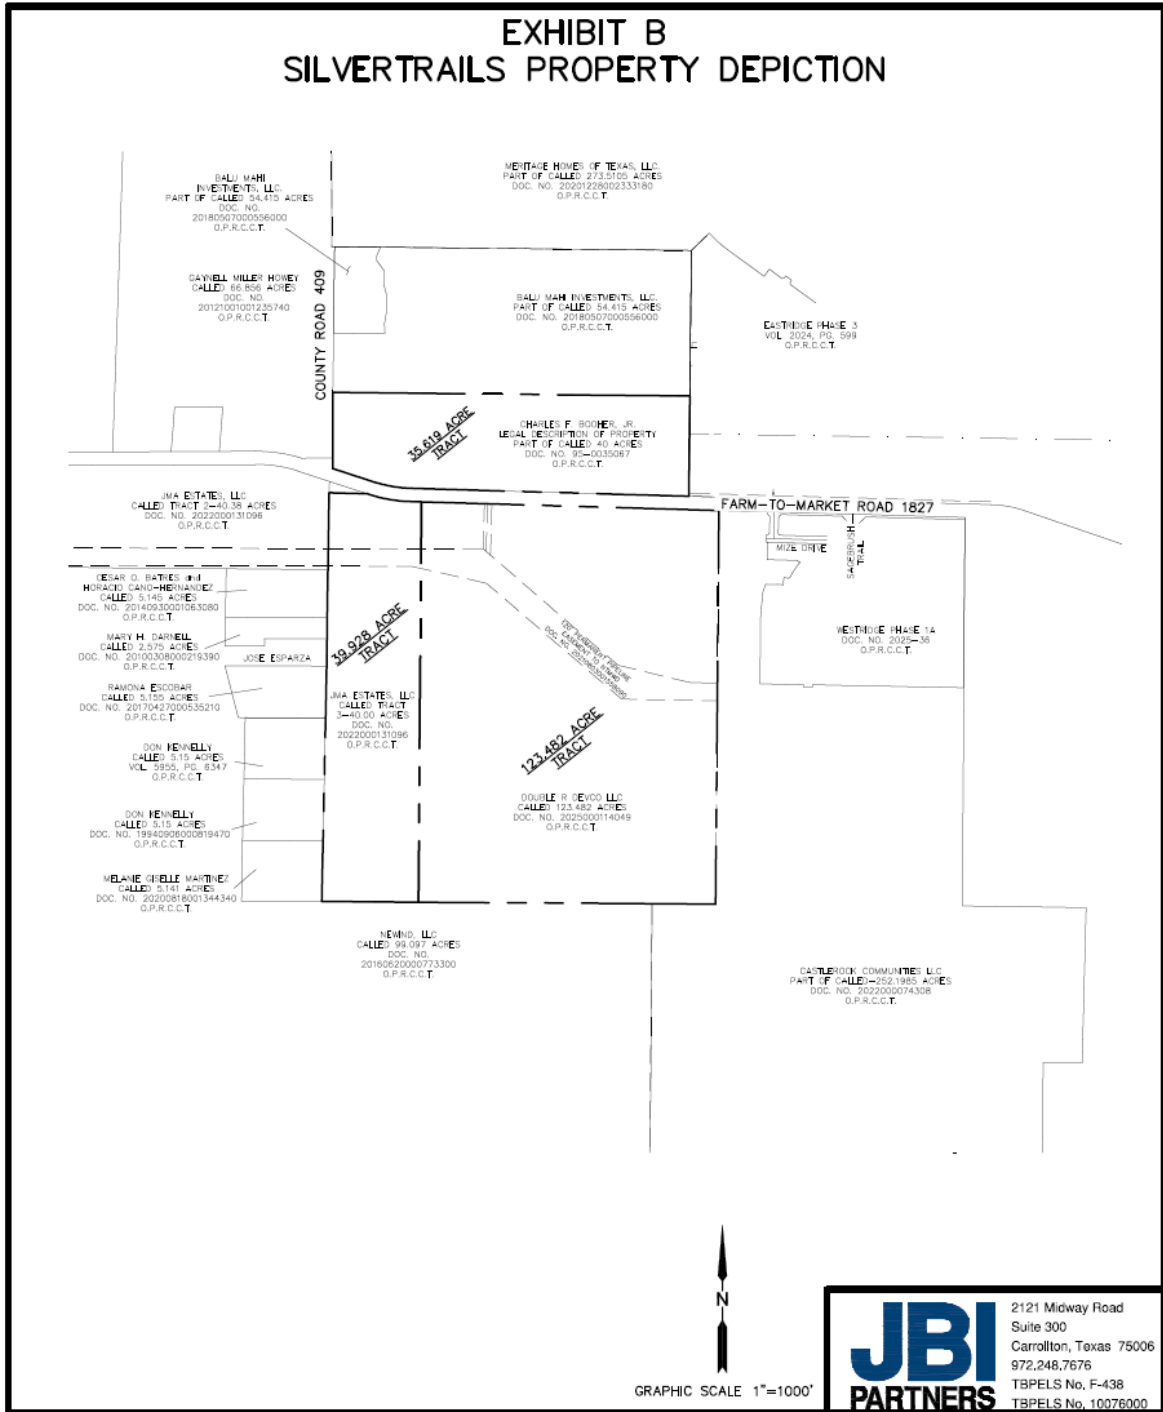 EXHIBIT B
SILVERTRAILS PROPERTY DEPICTION
MERITAGE HOMES OF TEXAS, LLC.
PART OF CALLED 273.5105 ACRES
DOC. NO. 20201228002333180
O.P.R.C.C.T.
BALU MAHI
INVESTMENTS, LLC.
PART OF CALLED 54.415 ACRES
DOC. NO.
20180507000556000
O.P.R.C.C.T.
GAYNELL MILLER HOWEY
CALLED 66.856 ACRES
DOC. NO.
20121001001235740
O.P.R.C.C.T.
COUNTY ROAD 409
BALU MAHI INVESTMENTS, LLC.
PART OF CALLED 54.415 ACRES
DOC. NO. 20180507000556000
O.P.R.C.C.T.
EASTRIDGE PHASE 3
VOL 2024, PG. 599
O.P.R.D.C.T.
35.619 ACRE
TRACT
CHARLES F. BOOHER, JR.
LEGAL DESCRIPTION OF PROPERTY
PART OF CALLED 40 ACRES
DOC. NO. 95-0035067
O.P.R.C.C.T.
JMA ESTATES, LLC
CALLED TRACT 2-40.38 ACRES
DOC. NO. 2022000131096
O.P.R.C.C.T.
FARM-TO-MARKET ROAD 1827
MIZE DRIVE
SAGEBRUSH
TRAIL
CESAR O. BATRES and
HORACIO CANO-HERNANDEZ
CALLED 5.145 ACRES
DOC. NO. 20140930001063080
O.P.R.C.C.T.
MARY H. DARNELL
CALLED 2.575 ACRES
DOC. NO. 20100308000219390
O.P.R.C.C.T.
JOSE ESPARZA
39.928 ACRE
TRACT
120' PERMANENT PIPELINE
EASEMENT TO NTMWD
DOC. NO.
WESTRIDGE PHASE 1A
DOC. NO. 2025-36
O.P.R.C.C.T.
RAMONA ESCOBAR
CALLED 5.155 ACRES
DOC. NO. 20170427000535210
O.P.R.C.C.T.
JMA ESTATES, LLC
CALLED TRACT
3-40.00 ACRES
DOC. NO.
2022000131096
O.P.R.C.C.T.
123.482 ACRE
TRACT
DON KENNELLY
CALLED 5.15 ACRES
VOL. 5955, PG. 6347
O.P.R.C.C.T.
DOUBLE R DEVCO LLC
CALLED 123.482 ACRES
DOC. NO. 2025000114049
O.P.R.C.C.T.
DON KENNELLY
CALLED 5.15 ACRES
DOC. NO. 19940906000819470
O.P.R.C.C.T.
MELANIE GISELLE MARTINEZ
CALLED 5.141 ACRES
DOC. NO. 20200818001344340
O.P.R.C.C.T.
NEWIND, LLC
CALLED 99.097 ACRES
DOC. NO.
20160620000773300
O.P.R.C.C.T.
CASTLEROCK COMMUNITIES LLC
PART OF CALLED-252.1985 ACRES
DOC. NO. 2022000074308
O.P.R.C.C.T.
N
GRAPHIC SCALE 1"=1000'
JBI
PARTNERS
2121 Midway Road
Suite 300
Carrollton, Texas 75006
972.248.7676
TBPELS No. F-438
TBPELS No. 10076000